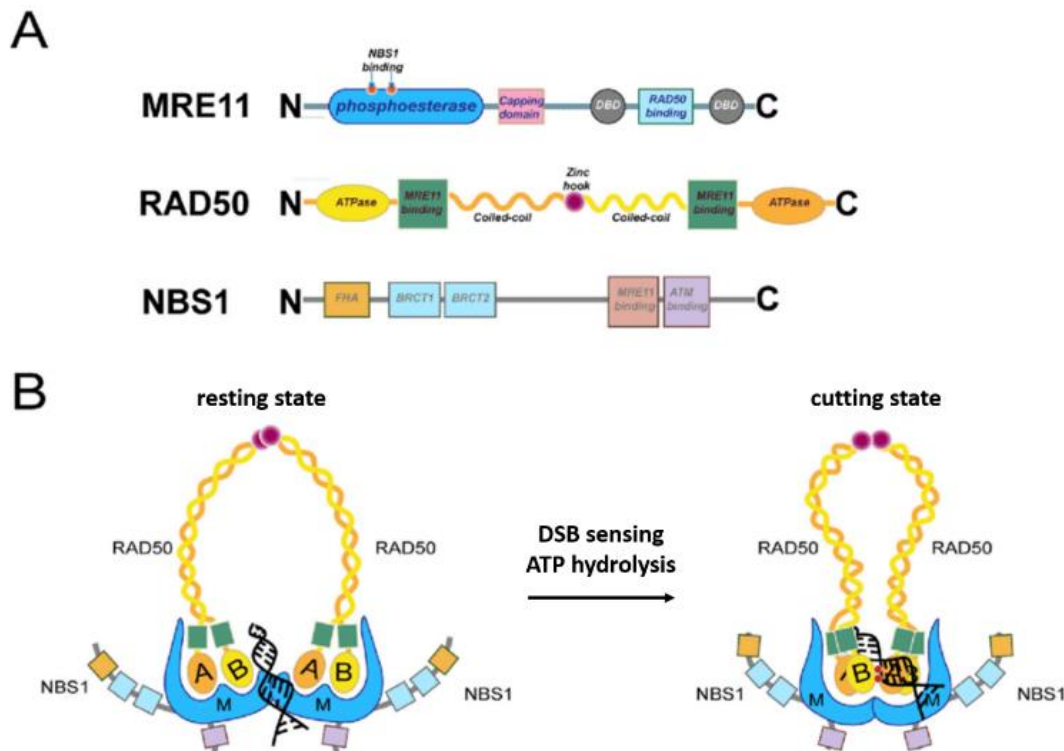 A
NBS1
binding
MRE11 N phosphoesterase Capping domain DBD RAD50 binding DBD C
RAD50 N ATPase MRE11 binding Coiled-coil Zinc hook Coiled-coil MRE11 binding ATPase C
NBS1 N FHA BRCT1 BRCT2 MRE11 binding ATM binding C
B
resting state
cutting state
RAD50
RAD50
DSB sensing
ATP hydrolysis
RAD50
RAD50
A B A B
B
NBS1 M M NBS1
NBS1 M NBS1